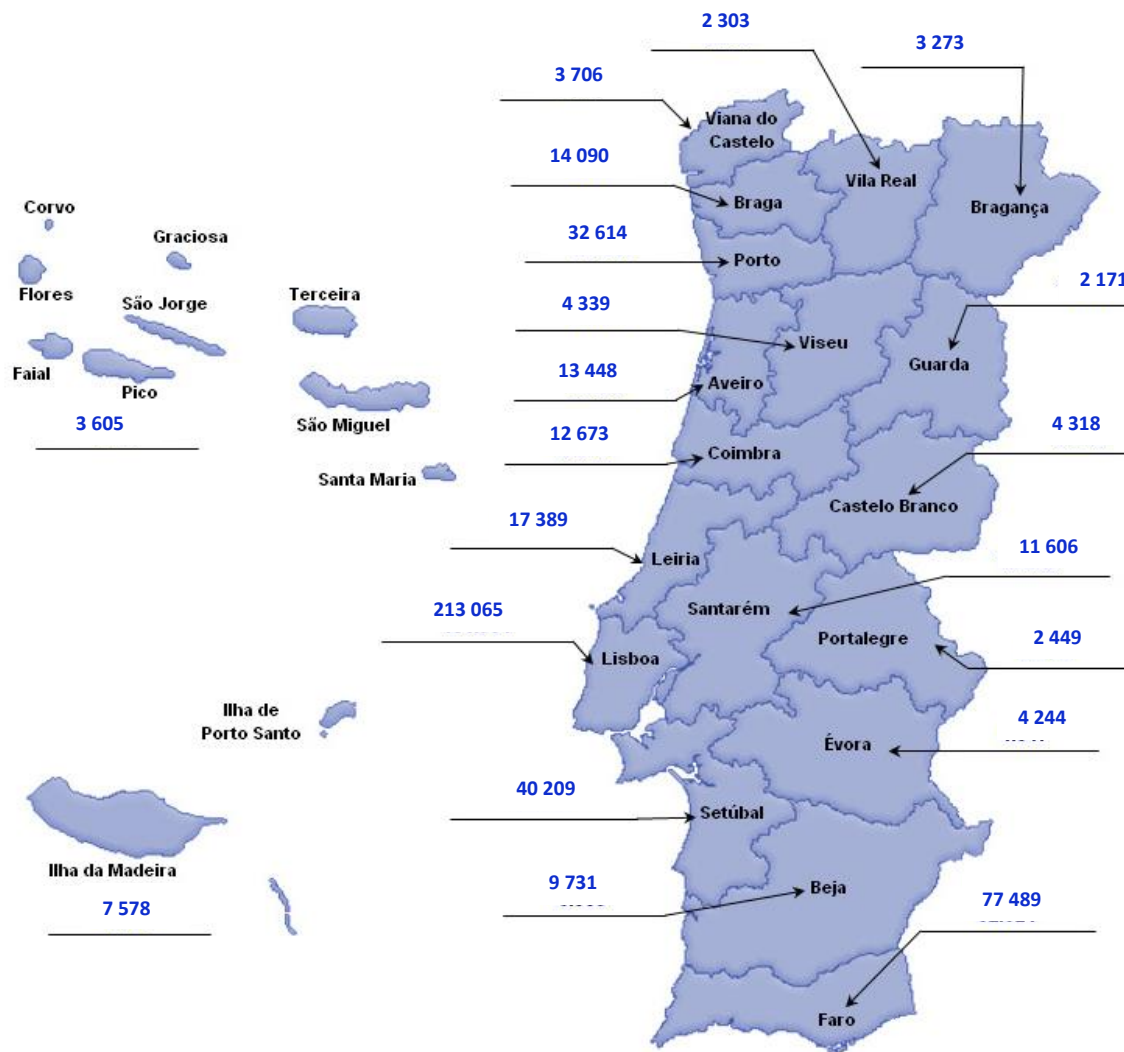 2 303
3 273
3 706
Viana do
Castelo
14 090
Vila Real
Braga
Bragança
Corvo
Graciosa
32 614
Porto
2 171
Flores
São Jorge
Terceira
4 339
Viseu
Faial
Pico
13 448
Aveiro
Guarda
3 605
São Miguel
12 673
4 318
Coimbra
Santa Maria
Castelo Branco
17 389
Leiria
11 606
213 065
Santarém
Portalegre
2 449
Lisboa
Ilha de
Porto Santo
4 244
Évora
40 209
Setúbal
Ilha da Madeira
7 578
9 731
Beja
77 489
Faro